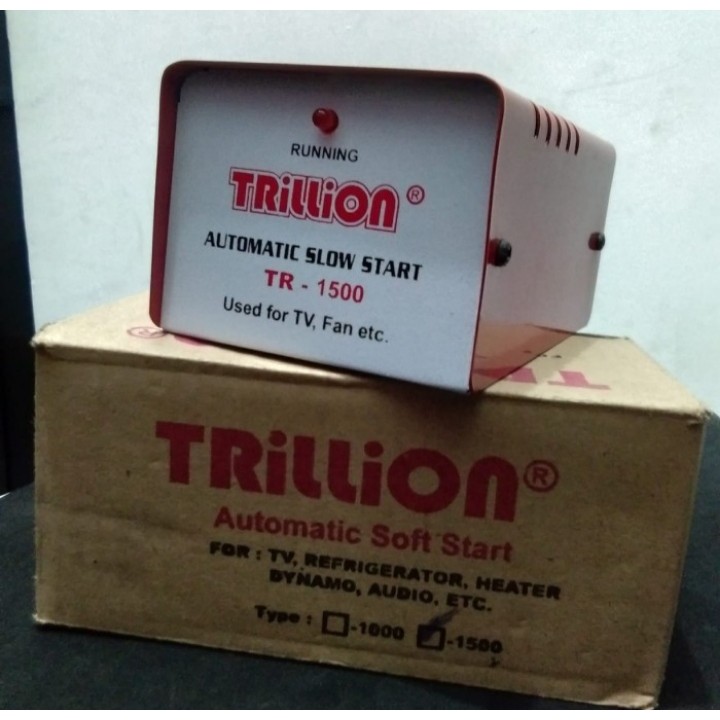 RUNNING
TRiLLiON®
AUTOMATIC SLOW START
TR - 1500
Used for TV, Fan etc.
TRiLLiON®
Automatic Soft Start
FOR : TV, REFRIGERATOR, HEATER
DYNAMO, AUDIO, ETC.
Type : -1000 -1500